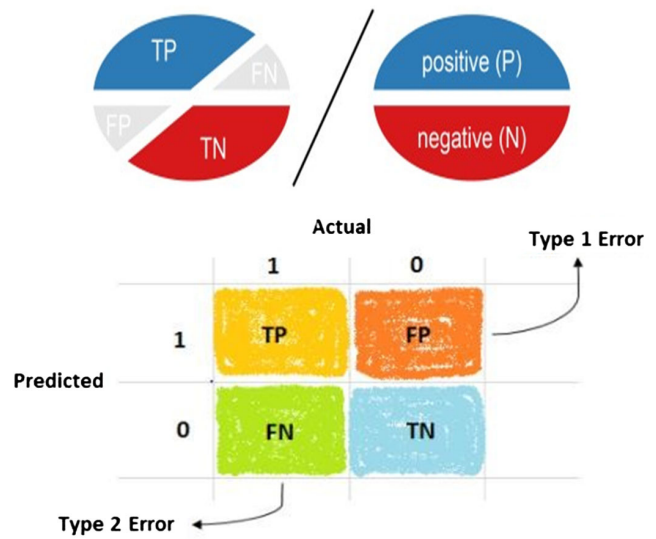 TP
FN
positive (P)
FP
TN
negative (N)
Actual
Type 1 Error
1 0
1 TP FP
Predicted
0 FN TN
Type 2 Error